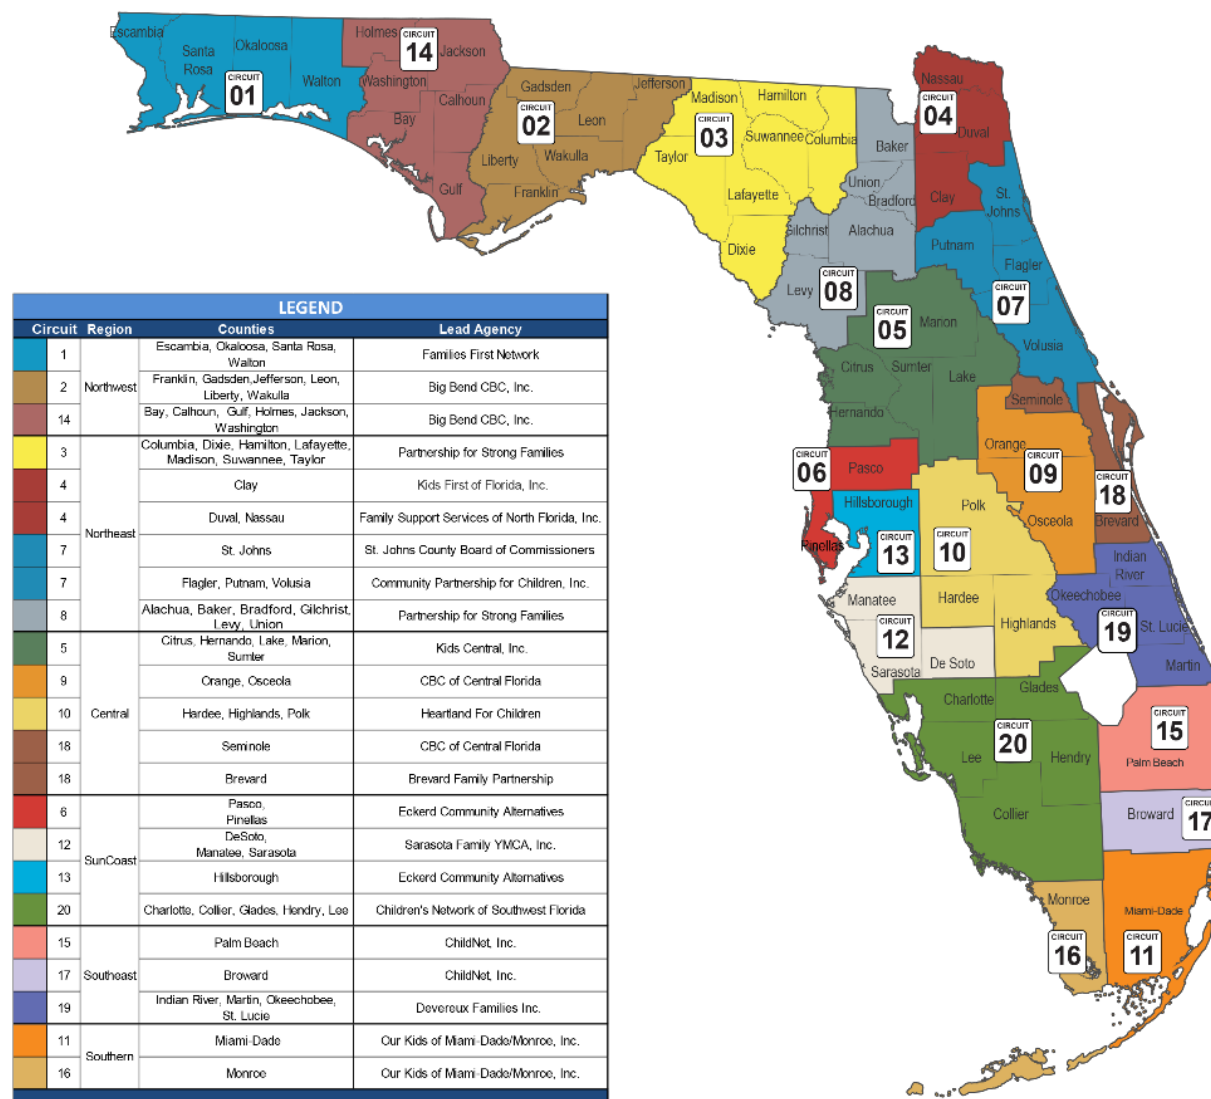 Escambia
Santa
Rosa
Okaloosa
Walton
CIRCUIT
01
Holmes
CIRCUIT
14
Jackson
Washington
Calhoun
Bay
Gulf
Gadsden
Jefferson
CIRCUIT
02
Leon
Liberty
Wakulla
Franklin
Madison
Hamilton
CIRCUIT
03
Suwannee
Columbia
Taylor
Lafayette
Dixie
Nassau
CIRCUIT
04
Duval
Clay
Baker
Union
Bradford
Gilchrist
Alachua
Levy
CIRCUIT
08
St.
Johns
Putnam
Flagler
CIRCUIT
07
Volusia
CIRCUIT
05
Marion
Citrus
Sumter
Lake
Hernando
Seminole
Orange
CIRCUIT
09
Osceola
CIRCUIT
18
Brevard
CIRCUIT
06
Pasco
Pinellas
Hillsborough
CIRCUIT
13
Polk
CIRCUIT
10
Hardee
Highlands
Manatee
CIRCUIT
12
Sarasota
De Soto
Indian
River
Okeechobee
CIRCUIT
19
St. Lucie
Martin
Charlotte
Glades
CIRCUIT
20
Lee
Hendry
Collier
CIRCUIT
15
Palm Beach
Broward
CIRCUIT
17
Monroe
CIRCUIT
16
Miami-Dade
CIRCUIT
11
LEGEND
Circuit Region Counties Lead Agency
1 Escambia, Okaloosa, Santa Rosa, Walton Families First Network
Northwest
2 Franklin, Gadsden,Jefferson, Leon, Liberty, Wakulla Big Bend CBC, Inc.
14 Bay, Calhoun, Gulf, Holmes, Jackson, Washington Big Bend CBC, Inc.
3 Columbia, Dixie, Hamilton, Lafayette, Madison, Suwannee, Taylor Partnership for Strong Families
4 Clay Kids First of Florida, Inc.
Northeast
4 Duval, Nassau Family Support Services of North Florida, Inc.
7 St. Johns St. Johns County Board of Commissioners
7 Flagler, Putnam, Volusia Community Partnership for Children, Inc.
8 Alachua, Baker, Bradford, Gilchrist, Levy, Union Partnership for Strong Families
5 Citrus, Hernando, Lake, Marion, Sumter Kids Central, Inc.
9 Orange, Osceola CBC of Central Florida
10 Central Hardee, Highlands, Polk Heartland For Children
18 Seminole CBC of Central Florida
18 Brevard Brevard Family Partnership
6 Pasco, Pinellas Eckerd Community Alternatives
12 DeSoto, Manatee, Sarasota Sarasota Family YMCA, Inc.
SunCoast
13 Hillsborough Eckerd Community Alternatives
20 Charlotte, Collier, Glades, Hendry, Lee Children's Network of Southwest Florida
15 Palm Beach ChildNet, Inc.
17 Southeast Broward ChildNet, Inc.
19 Indian River, Martin, Okeechobee, St. Lucie Devereux Families Inc.
11 Miami-Dade Our Kids of Miami-Dade/Monroe, Inc.
Southern
16 Monroe Our Kids of Miami-Dade/Monroe, Inc.